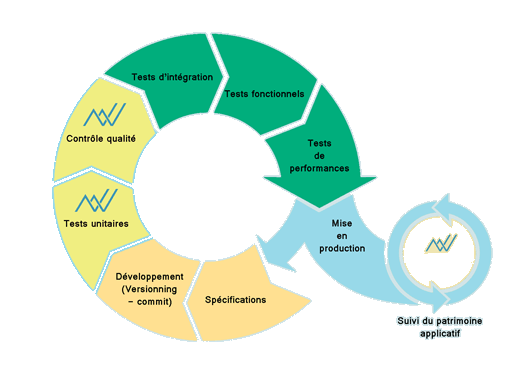 Tests d'intégration
Tests fonctionnels
Tests
de
performances
Contrôle qualité
Tests unitaires
Développement
(Versionning
– commit)
Spécifications
Mise
en
production
Suivi du patrimoine
applicatif